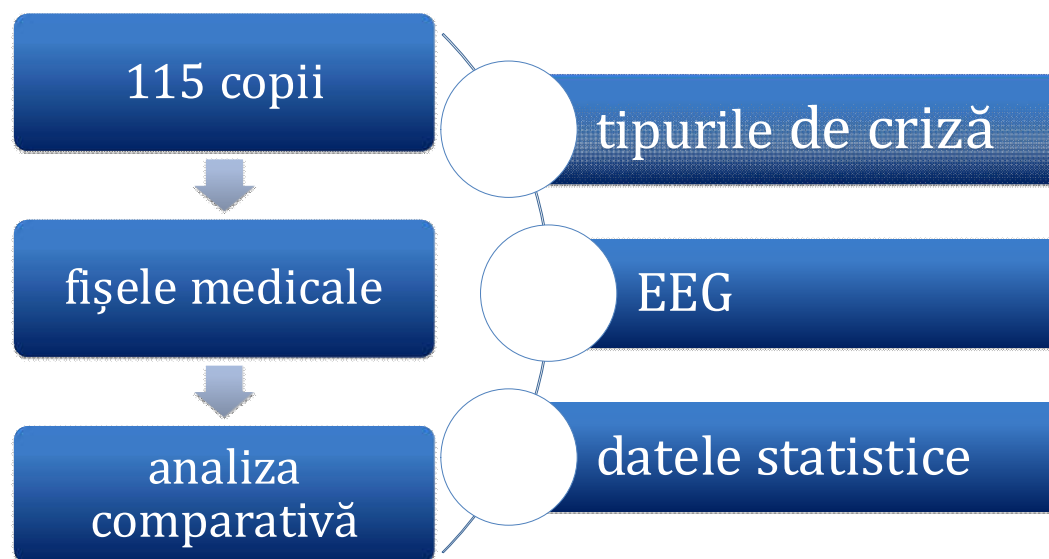 115 copii
fișele medicale
analiza
comparativă
tipurile de criză
EEG
datele statistice